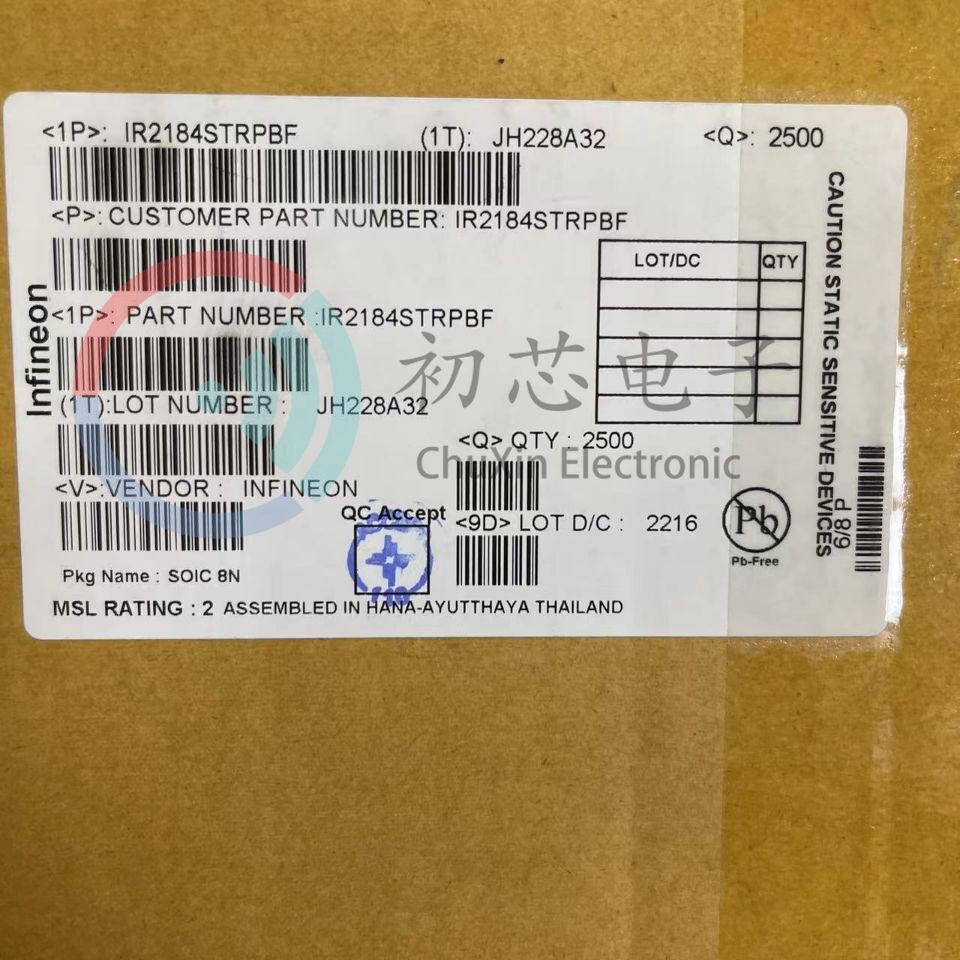 <1P>: IR2184STRPBF (1T): JH228A32 <Q>: 2500
<P>: CUSTOMER PART NUMBER: IR2184STRPBF
LOT/DC QTY
<1P>: PART NUMBER :IR2184STRPBF
(1T):LOT NUMBER : JH228A32
<Q> QTY : 2500
<V>:VENDOR : INFINEON
QC Accept
<9D> LOT D/C : 2216
Pb
Pb-Free
Pkg Name : SOIC 8N
MSL RATING : 2 ASSEMBLED IN HANA-AYUTTHAYA THAILAND
Infineon
CAUTION STATIC SENSITIVE DEVICES
d 8/9
初芯电子
ChuXin Electronic